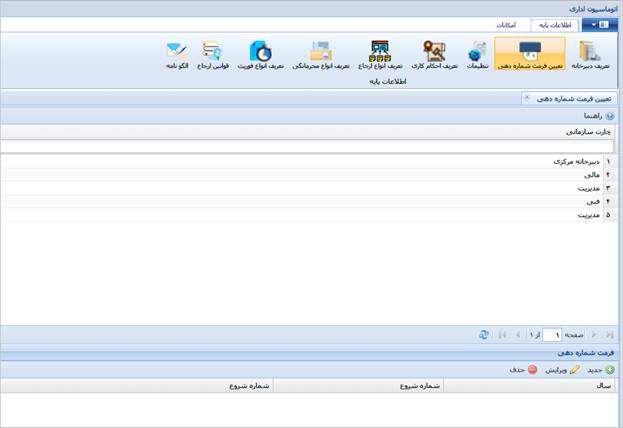 اتوماسیون اداری
اطلاعات پایه امکانات
تعریف دبیرخانه تعیین فرمت شماره دهی تنظیمات تعریف احکام کاری تعریف انواع ارجاع تعریف انواع محرمانگی تعریف انواع فوریت قوانین ارجاع الگو نامه
اطلاعات پایه
تعیین فرمت شماره دهی
راهنما
چارت سازمانی
۱ دبیرخانه مرکزی
۲ مالی
۳ مدیریت
۴ فنی
۵ مدیریت
صفحه ۱ از ۱
فرمت شماره دهی
جدید ویرایش حذف
سال شماره شروع شماره شروع